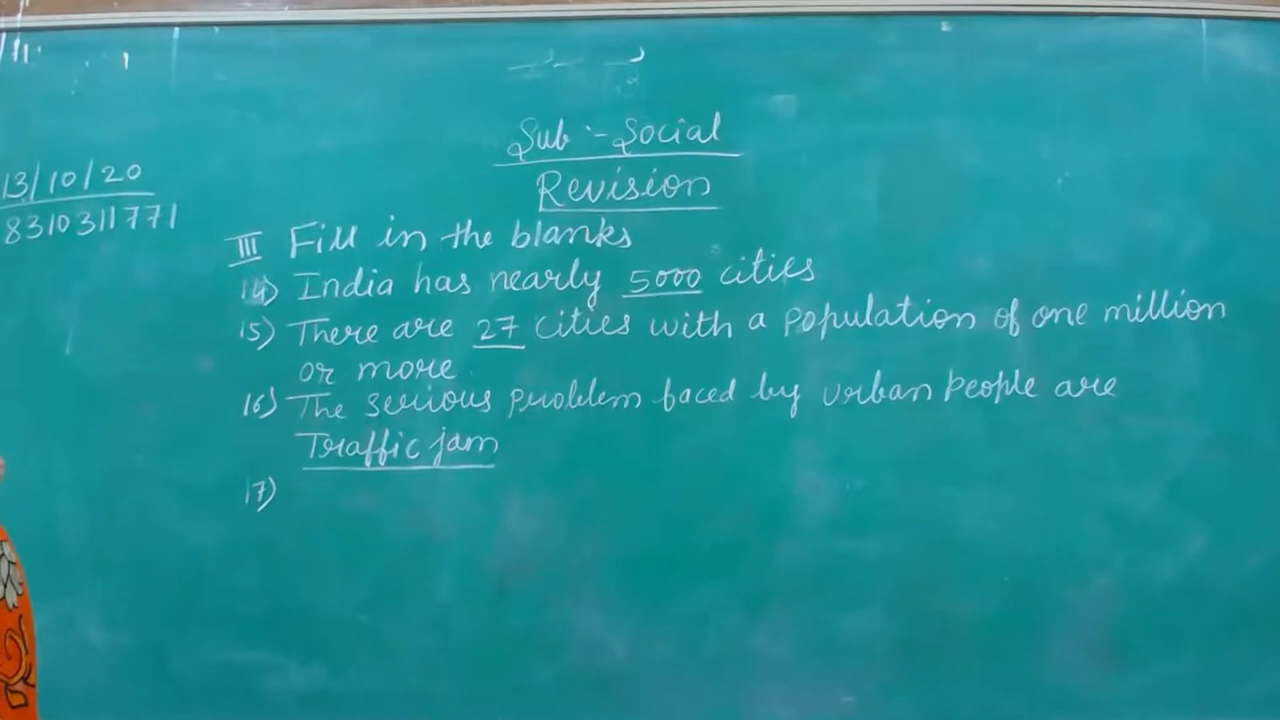 Sub :- Social
Revision
13/10/20
8310311771
III Fill in the blanks
14) India has nearly 5000 cities
15) There are 27 cities with a population of one million
or more
16) The serious problem faced by urban people are
Traffic jam
17)